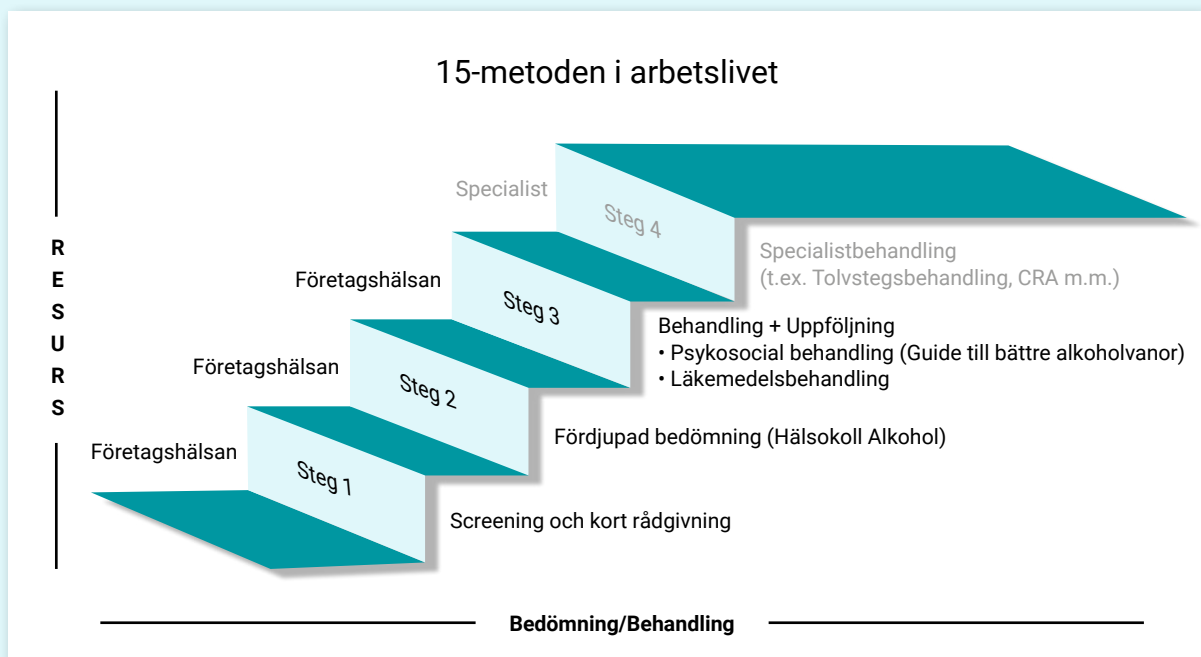 15-metoden i arbetslivet
RESURS
Specialist
Steg 4
Specialistbehandling
(t.ex. Tolvstegsbehandling, CRA m.m.)
Företagshälsan
Steg 3
Behandling + Uppföljning
• Psykosocial behandling (Guide till bättre alkoholvanor)
• Läkemedelsbehandling
Företagshälsan
Steg 2
Fördjupad bedömning (Hälsokoll Alkohol)
Företagshälsan
Steg 1
Screening och kort rådgivning
Bedömning/Behandling